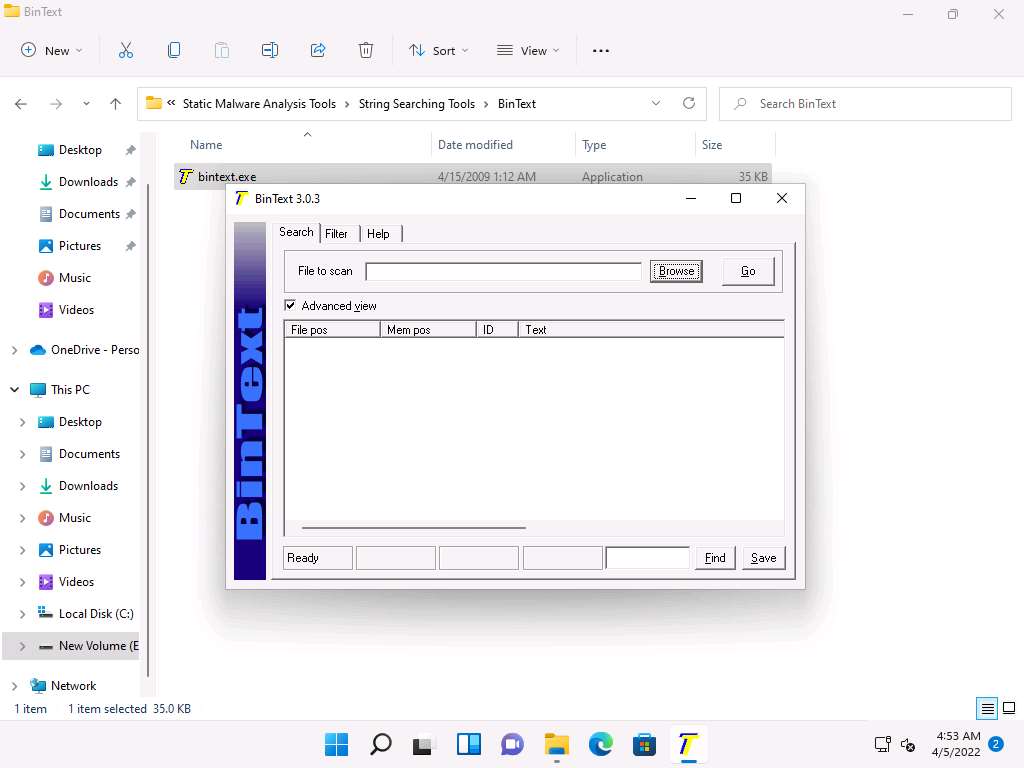 BinText
New
Sort
View
« Static Malware Analysis Tools › String Searching Tools › BinText
Search BinText
Name
Date modified
Type
Size
bintext.exe
4/15/2009 1:12 AM
Application
35 KB
Desktop
Downloads
Documents
Pictures
Music
Videos
OneDrive - Perso
This PC
Desktop
Documents
Downloads
Music
Pictures
Videos
Local Disk (C:)
New Volume (E
Network
BinText 3.0.3
BinText
Search
Filter
Help
File to scan
Browse
Go
Advanced view
File pos
Mem pos
ID
Text
Ready
Find
Save
1 item
1 item selected 35.0 KB
4:53 AM
4/5/2022
2